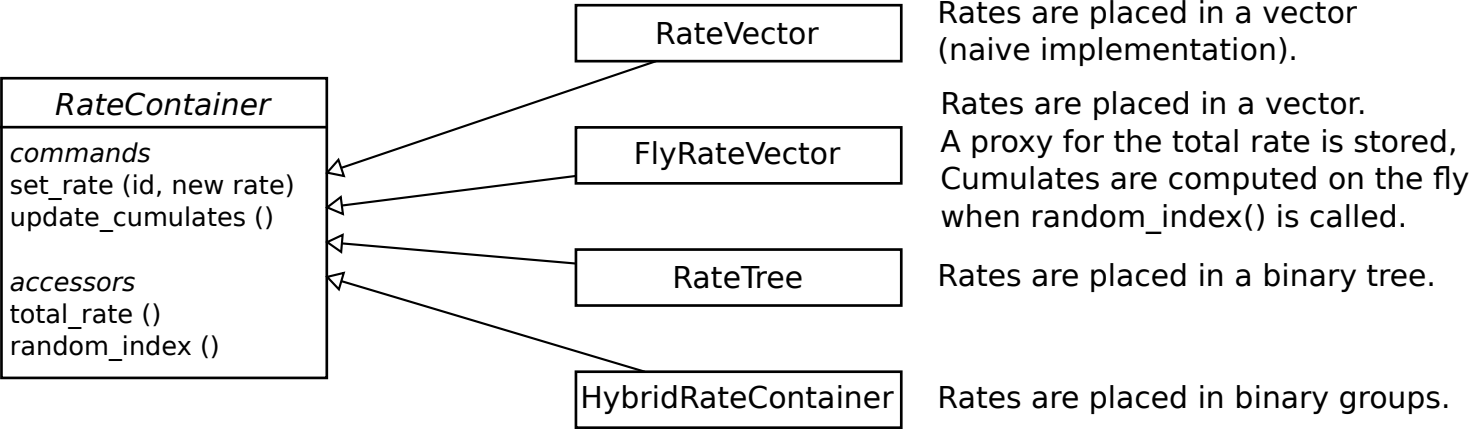 RateContainer
commands
set_rate (id, new rate)
update_cumulates ()
accessors
total_rate ()
random_index ()
RateVector
Rates are placed in a vector
(naive implementation).
FlyRateVector
Rates are placed in a vector.
A proxy for the total rate is stored,
Cumulates are computed on the fly
when random_index() is called.
RateTree
Rates are placed in a binary tree.
HybridRateContainer
Rates are placed in binary groups.